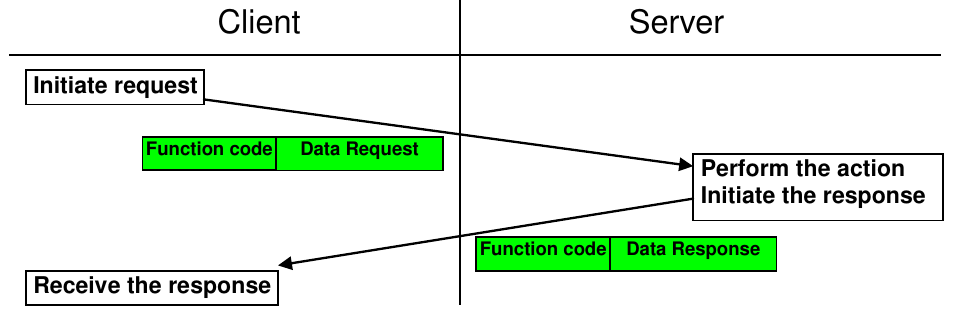 Client
Server
Initiate request
Function code
Data Request
Perform the action
Initiate the response
Function code
Data Response
Receive the response